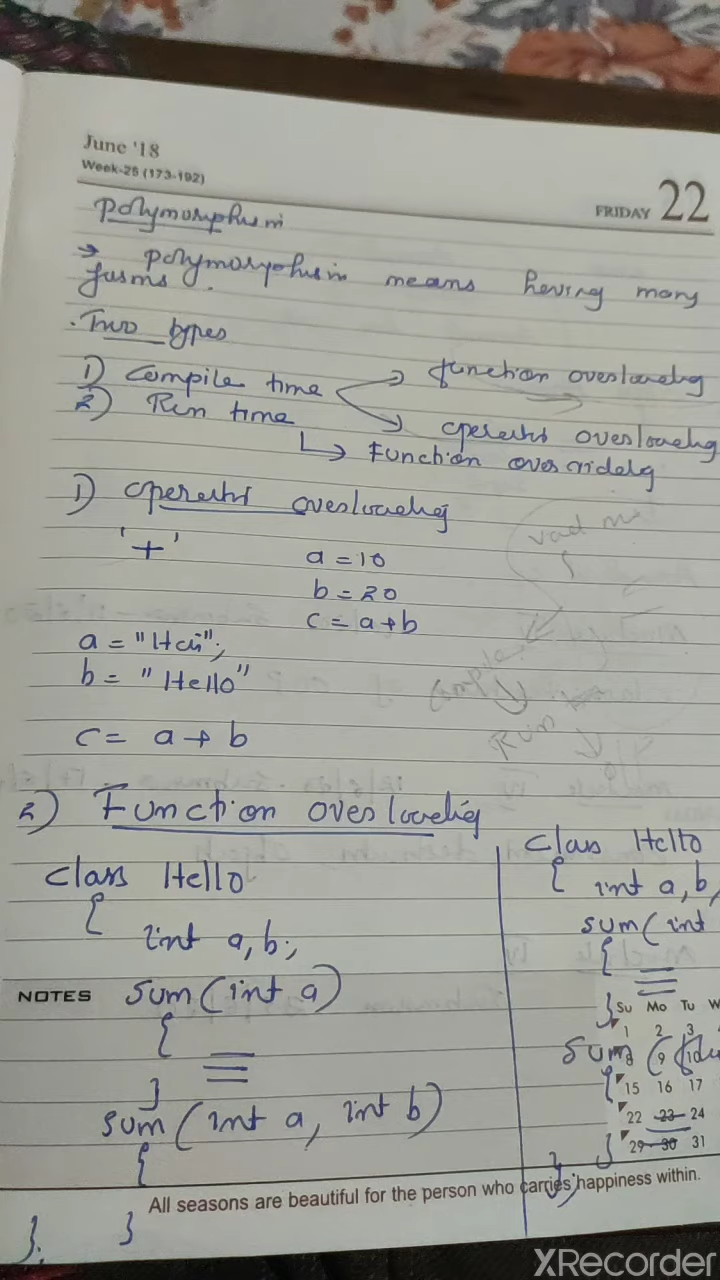 June '18
Week-25 (173-192)
FRIDAY 22
polymorphism
→ polymorphism means having many
forms.
. Two types
1) Compile time → function overloading
→ operator overloading
2) Run time
↳ Function overriding
1) operator overloading
'+'
a = 10
b = 20
c = a+b
a = "Hai";
b = "Hello"
c = a + b
2) Function overloading
class Hello
{
int a, b;
sum(int a)
{
}
sum(int a, int b)
{
}
};
class Hello
{ int a, b,
sum(int
{
}
{
}
};
NOTES
Su Mo Tu W
1 2 3
9
15 16 17
22 23 24
29 30 31
All seasons are beautiful for the person who carries happiness within.
XRecorder